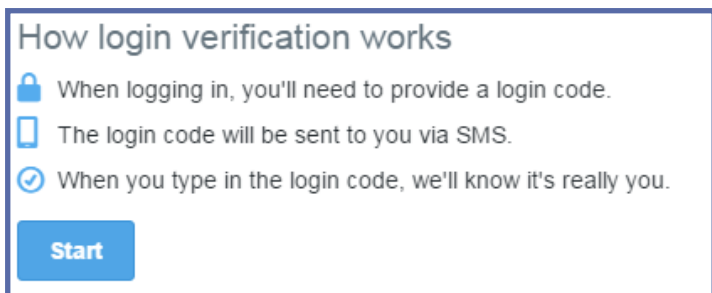 How login verification works
When logging in, you'll need to provide a login code.
The login code will be sent to you via SMS.
When you type in the login code, we'll know it's really you.
Start